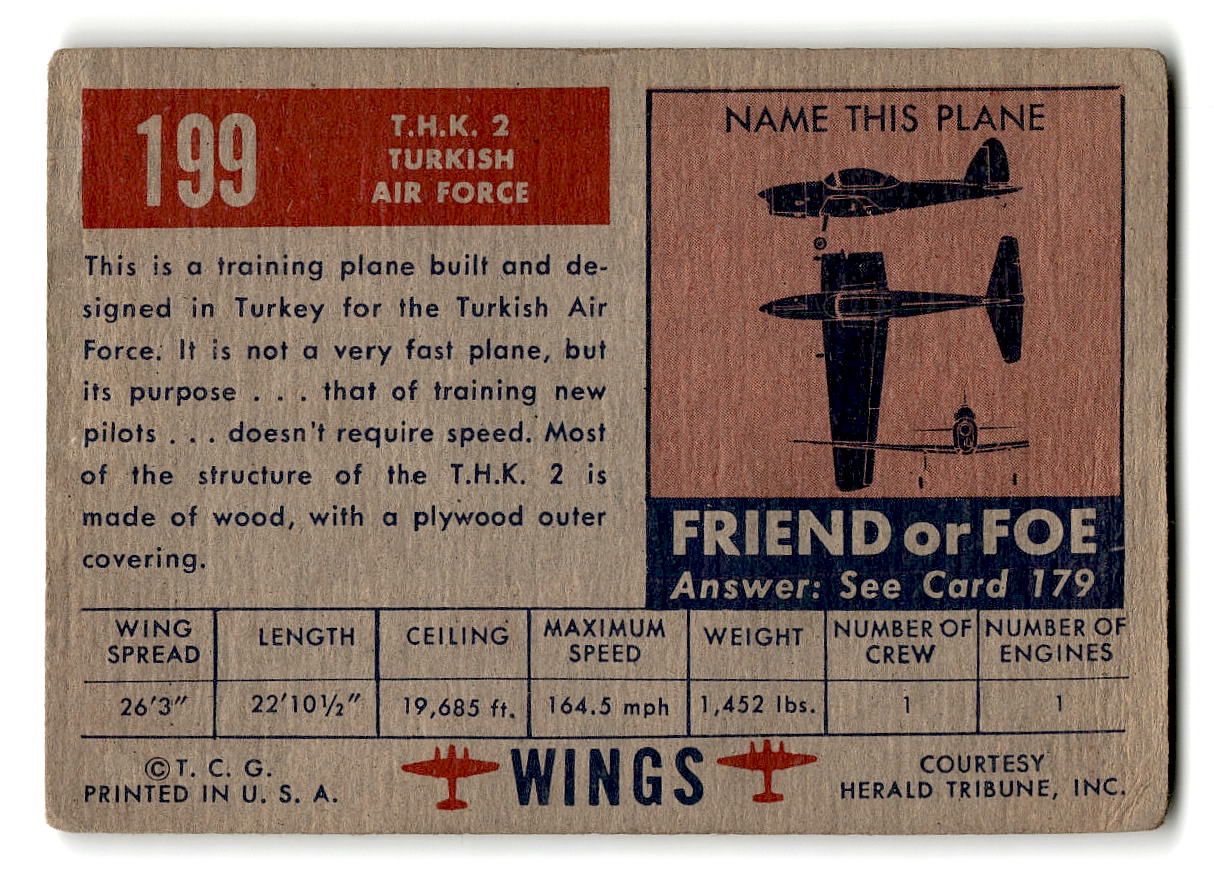 199
T.H.K. 2
TURKISH
AIR FORCE
This is a training plane built and de-
signed in Turkey for the Turkish Air
Force. It is not a very fast plane, but
its purpose . . . that of training new
pilots . . . doesn't require speed. Most
of the structure of the T.H.K. 2 is
made of wood, with a plywood outer
covering.
NAME THIS PLANE
FRIEND or FOE
Answer: See Card 179
WING SPREAD LENGTH CEILING MAXIMUM SPEED WEIGHT NUMBER OF CREW NUMBER OF ENGINES
26'3" 22'10½" 19,685 ft. 164.5 mph 1,452 lbs. 1 1
©T. C. G.
PRINTED IN U. S. A.
WINGS
COURTESY
HERALD TRIBUNE, INC.